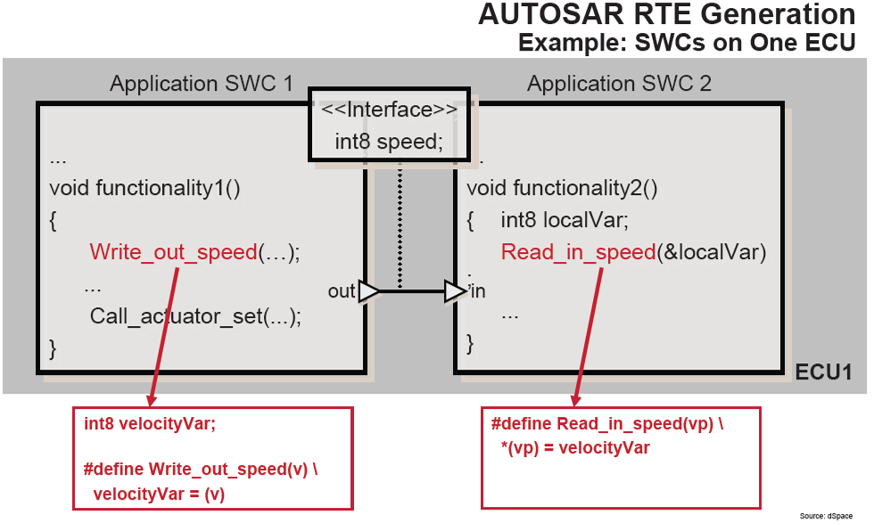 AUTOSAR RTE Generation
Example: SWCs on One ECU
Application SWC 1
Application SWC 2
<<Interface>>
int8 speed;
...
void functionality1()
{
Write_out_speed(...);
...
Call_actuator_set(...);
}
out
in
..
void functionality2()
{ int8 localVar;
Read_in_speed(&localVar)
.
...
}
ECU1
int8 velocityVar;
#define Write_out_speed(v) \
velocityVar = (v)
#define Read_in_speed(vp) \
*(vp) = velocityVar
Source: dSpace